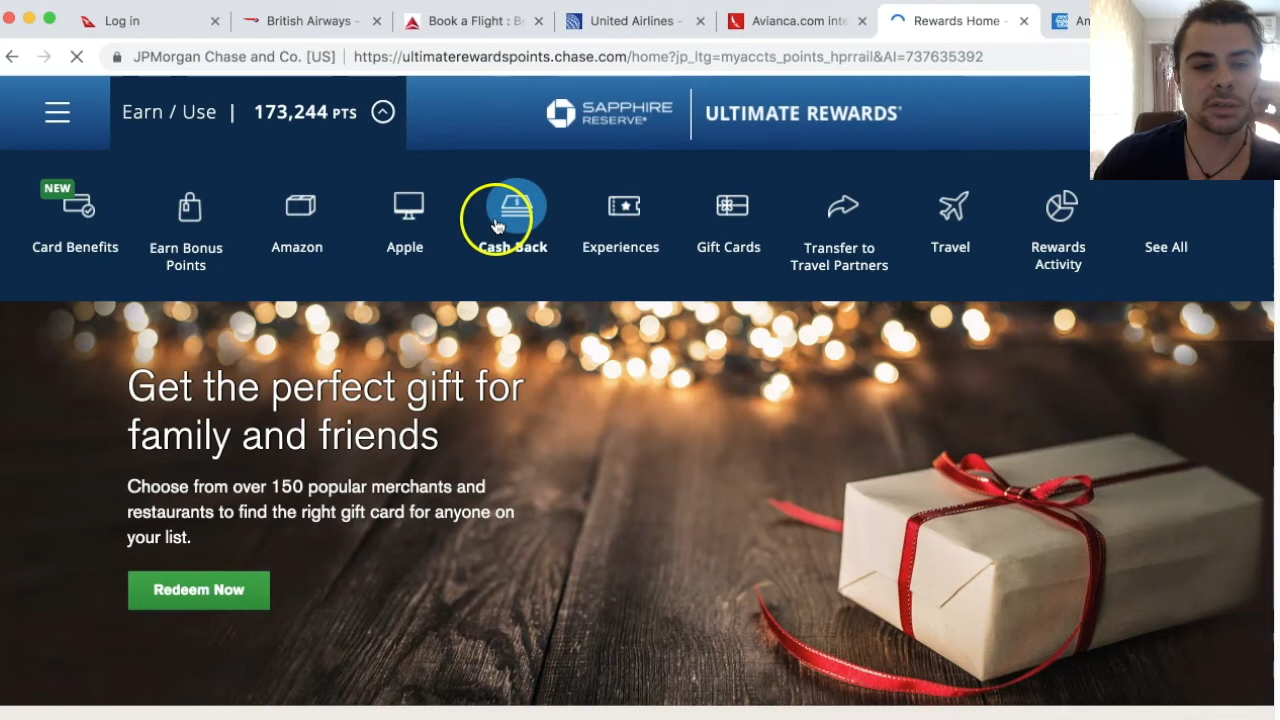 Log in
British Airways -
Book a Flight : B
United Airlines -
Avianca.com inte
Rewards Home -
JPMorgan Chase and Co. [US] | https://ultimaterewardspoints.chase.com/home?jp_ltg=myaccts_points_hprrail&AI=737635392
Earn / Use | 173,244 PTS
SAPPHIRE RESERVE®
ULTIMATE REWARDS®
NEW
Card Benefits
Earn Bonus Points
Amazon
Apple
Cash Back
Experiences
Gift Cards
Transfer to Travel Partners
Travel
Rewards Activity
See All
Get the perfect gift for
family and friends
Choose from over 150 popular merchants and
restaurants to find the right gift card for anyone on
your list.
Redeem Now